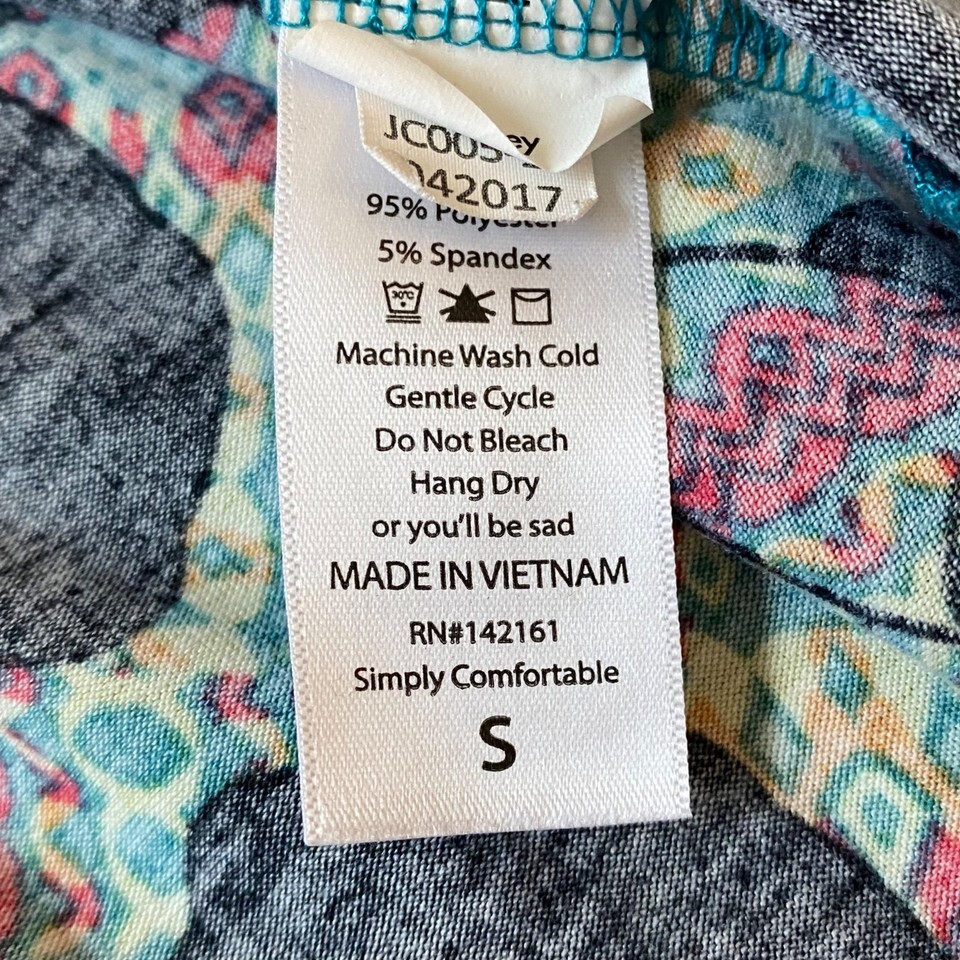 JC005
042017
95% Polyester
5% Spandex
30°C
Machine Wash Cold
Gentle Cycle
Do Not Bleach
Hang Dry
or you'll be sad
MADE IN VIETNAM
RN#142161
Simply Comfortable
S